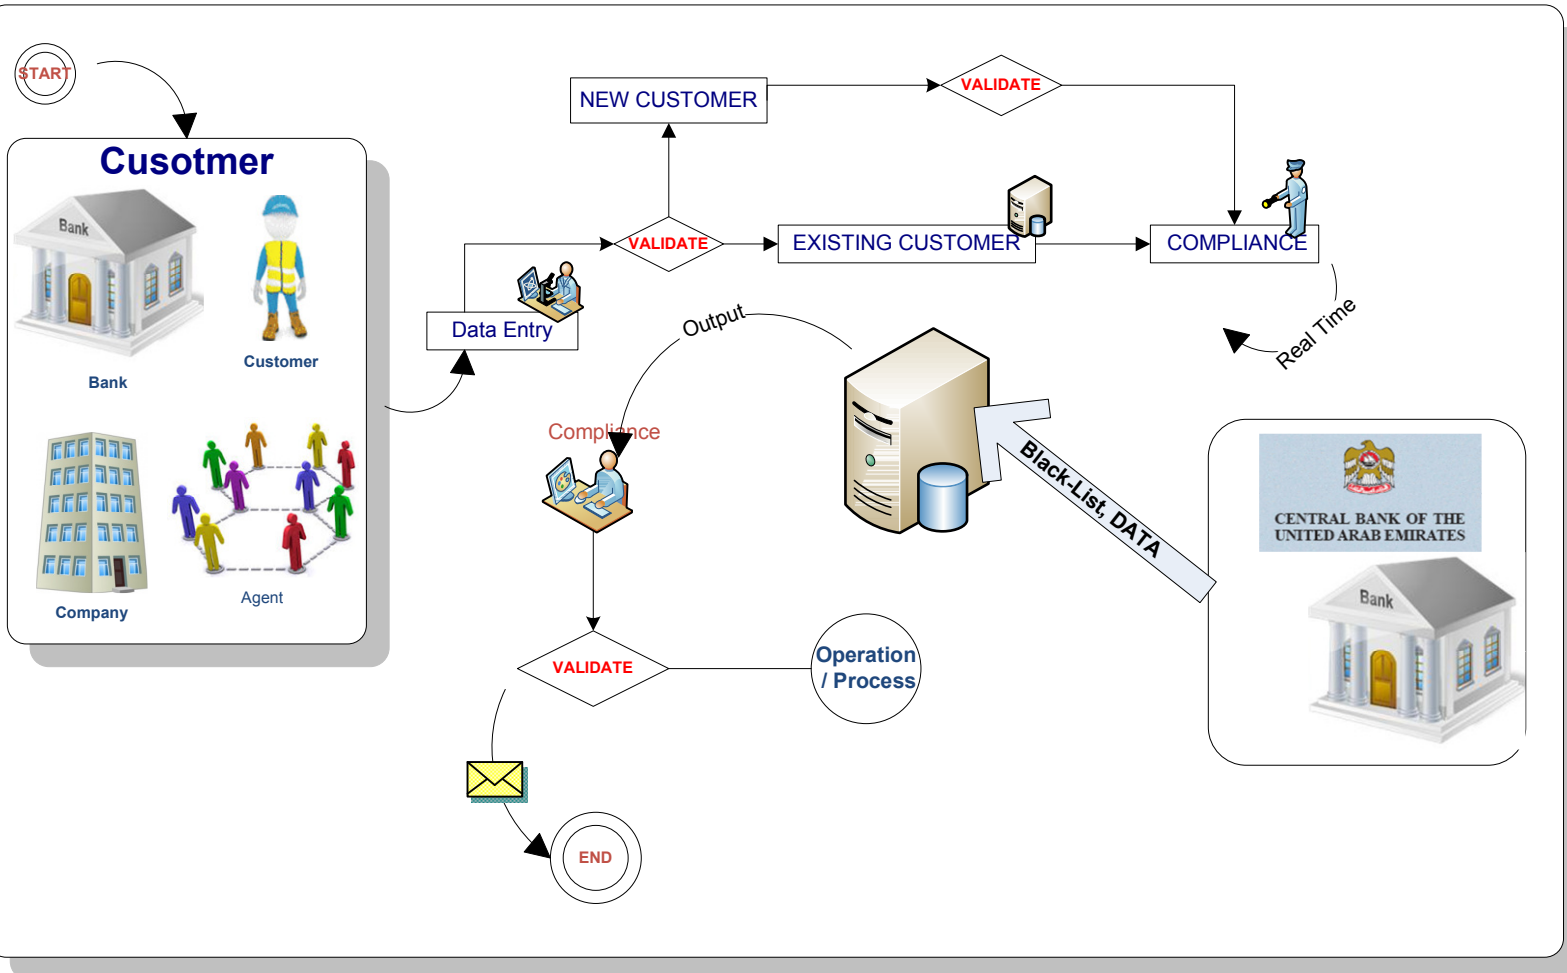 START
Cusotmer
Bank
Bank
Customer
Company
Agent
Data Entry
VALIDATE
NEW CUSTOMER
VALIDATE
EXISTING CUSTOMER
COMPLIANCE
Real Time
Output
Compliance
Black-List, DATA
CENTRAL BANK OF THE
UNITED ARAB EMIRATES
Bank
VALIDATE
Operation
/ Process
END